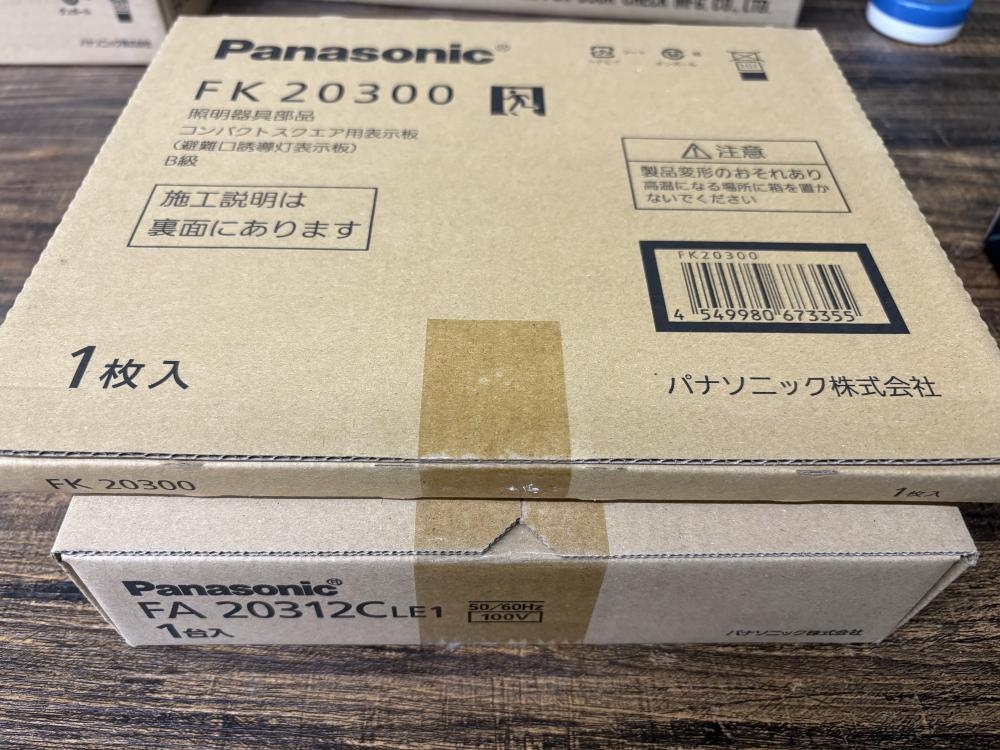 CHECK MFG. CO., LTD.
Panasonic®
FK 20300
照明器具部品
コンパクトスクエア用表示板
(避難口誘導灯表示板)
B級
施工説明は
裏面にあります
注意
製品変形のおそれあり
高温になる場所に箱を置か
ないでください
FK20300
4 549980 673355
1枚入
パナソニック株式会社
FK 20300
1枚入
Panasonic®
FA 20312CLE1
50/60Hz
100V
1台入
パナソニック株式会社